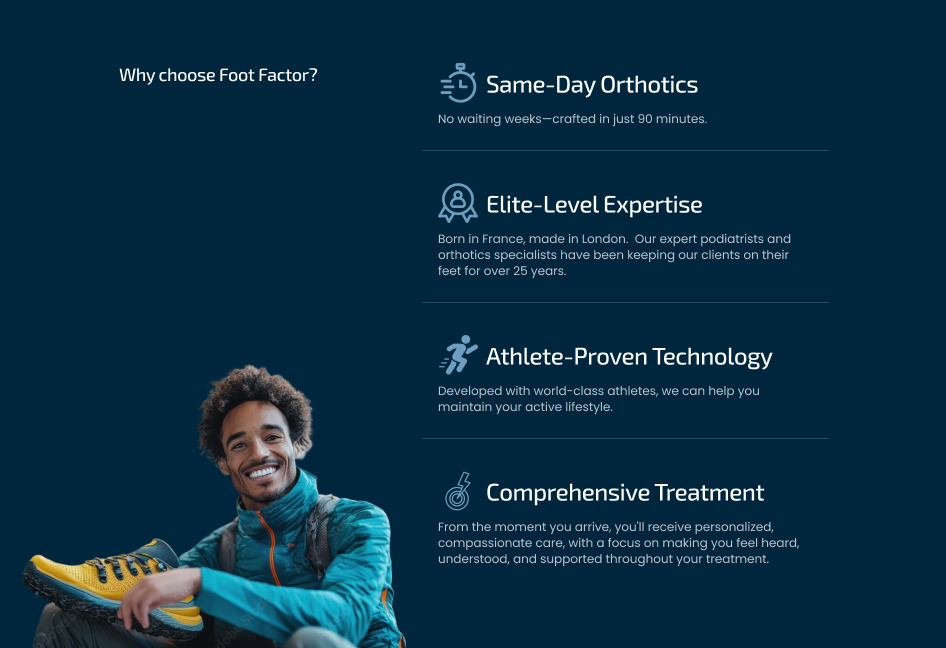 Why choose Foot Factor?
Same-Day Orthotics
No waiting weeks—crafted in just 90 minutes.
Elite-Level Expertise
Born in France, made in London.  Our expert podiatrists and
orthotics specialists have been keeping our clients on their
feet for over 25 years.
Athlete-Proven Technology
Developed with world-class athletes, we can help you
maintain your active lifestyle.
Comprehensive Treatment
From the moment you arrive, you'll receive personalized,
compassionate care, with a focus on making you feel heard,
understood, and supported throughout your treatment.